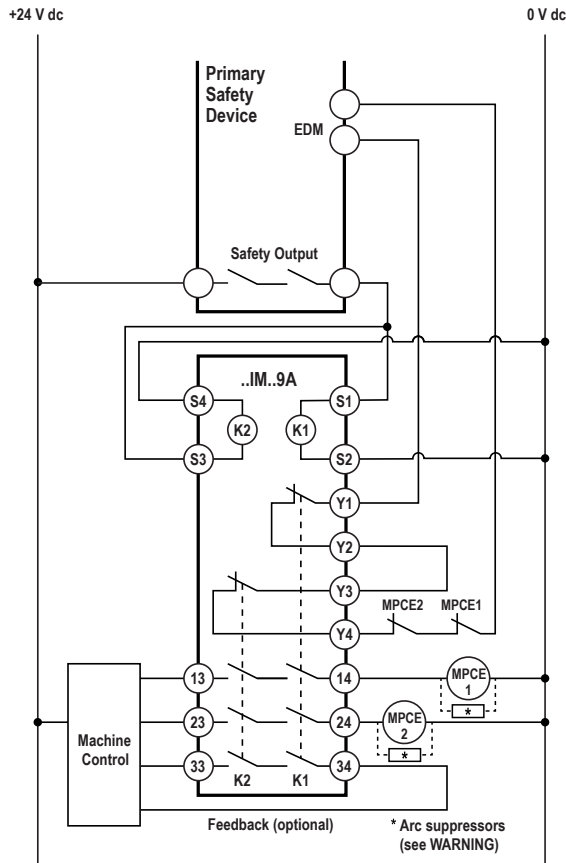 +24 V dc
0 V dc
Primary
Safety
Device
EDM
Safety Output
..IM..9A
S4
S1
K2
K1
S3
S2
Y1
Y2
Y3
MPCE2
MPCE1
Y4
13
14
MPCE
1
*
23
24
MPCE
2
*
Machine
Control
33
34
K2
K1
Feedback (optional)
* Arc suppressors
(see WARNING)